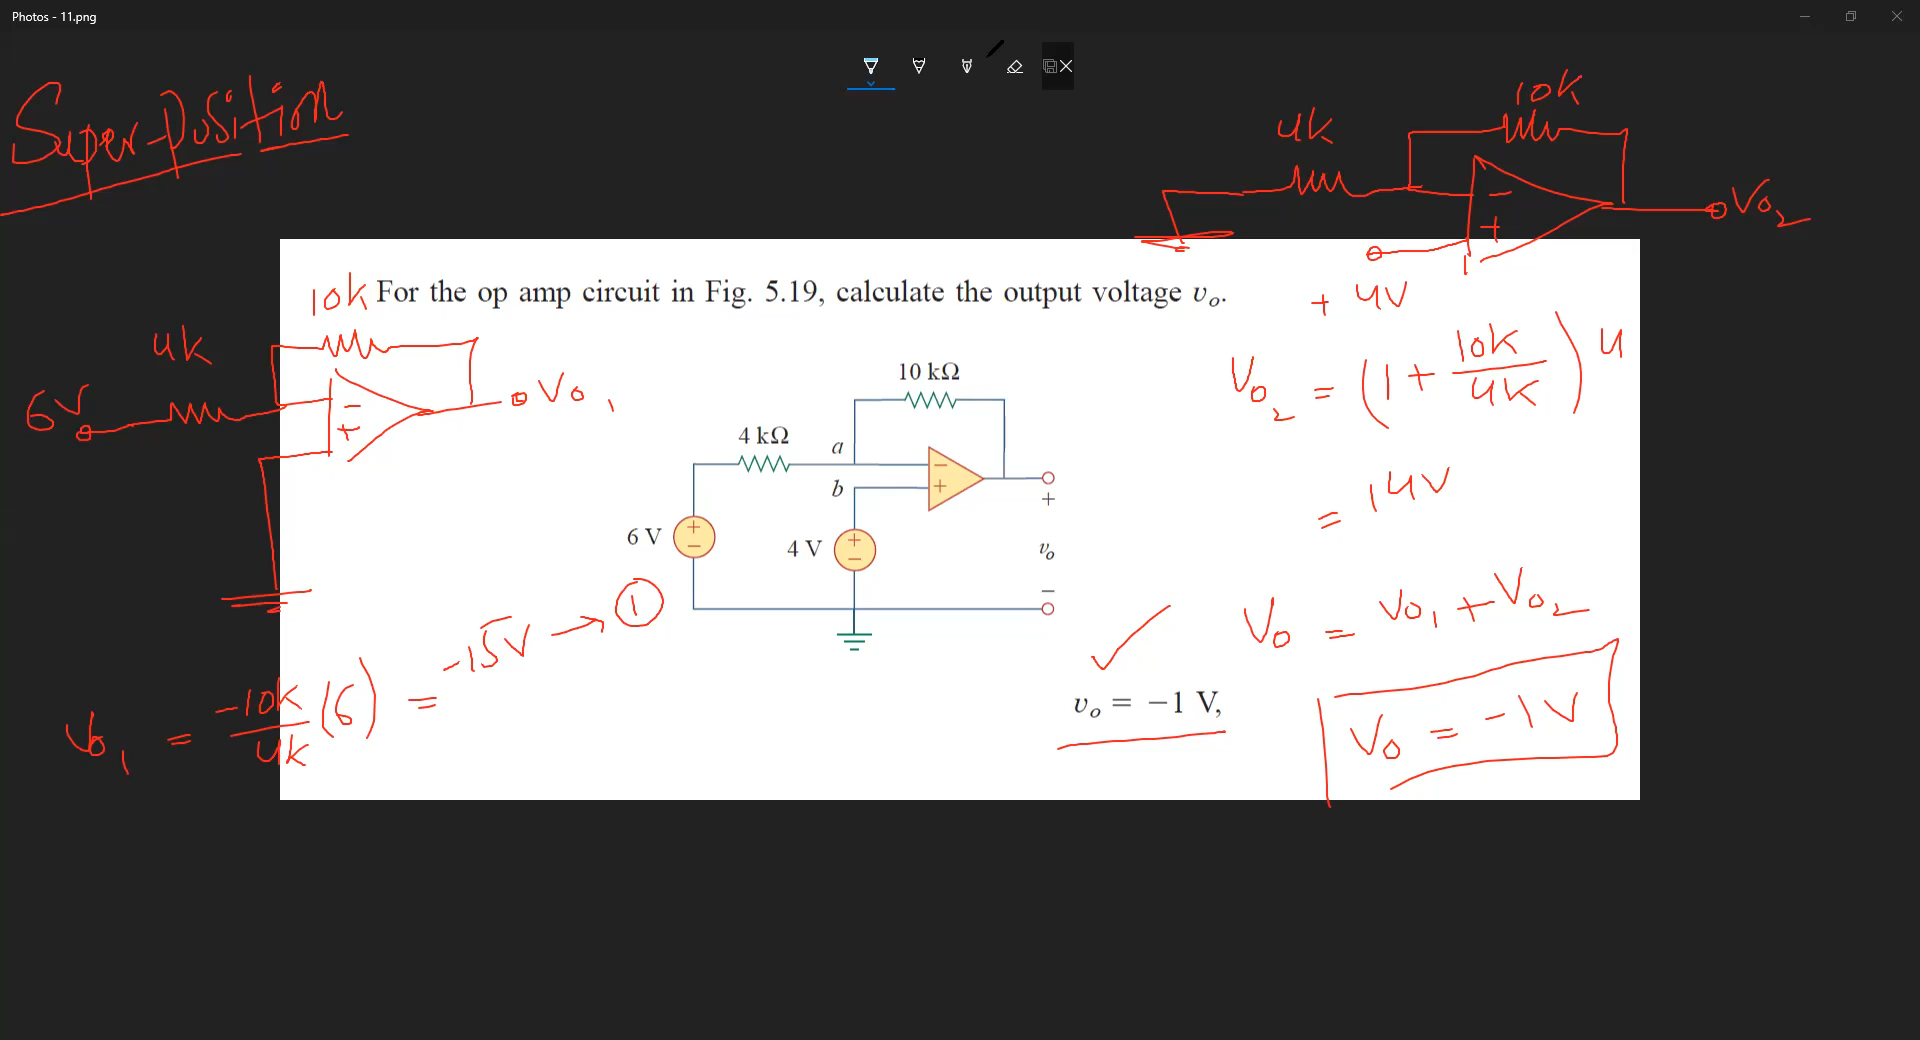 Photos - 11.png
Super-Position
10k
4k
Vo2
+ 4V
-
+
10k
4k
6V
Vo1
-
+
For the op amp circuit in Fig. 5.19, calculate the output voltage vo.
10 kΩ
4 kΩ
a
b
−
+
6 V
+
−
4 V
+
−
+
vo
−
Vo2 = (1 + 10k/4k) 4
= 14V
Vo1 = -10k/4k (6) = -15V → 1
Vo = Vo1 + Vo2
vo = −1 V,
Vo = -1V